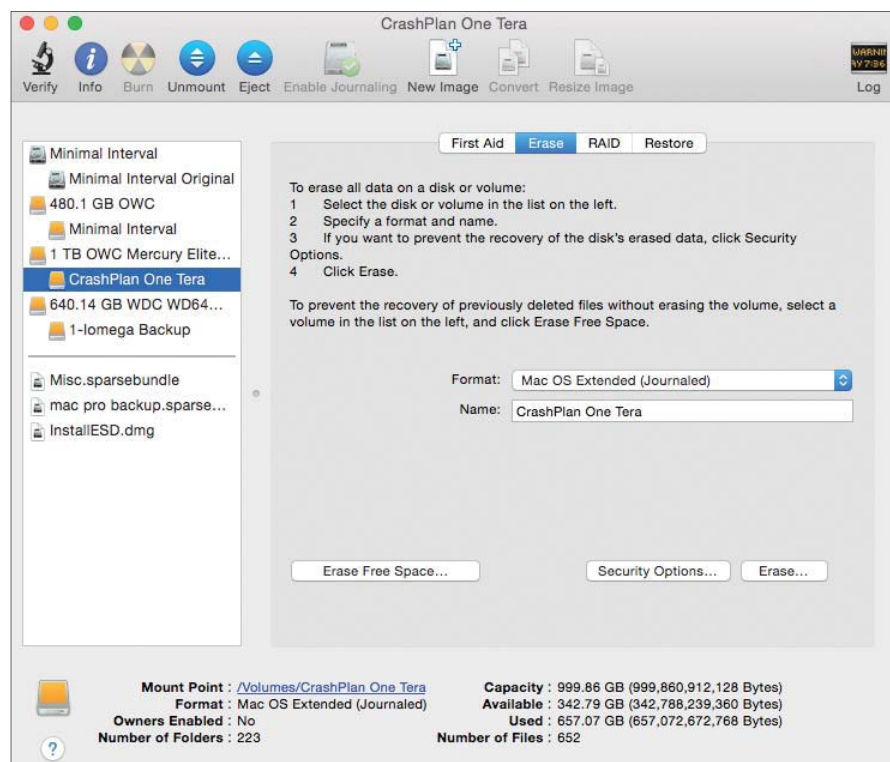 CrashPlan One Tera
Verify Info Burn Unmount Eject Enable Journaling New Image Convert Resize Image Log
Minimal Interval
Minimal Interval Original
480.1 GB OWC
Minimal Interval
1 TB OWC Mercury Elite...
CrashPlan One Tera
640.14 GB WDC WD64...
1-Iomega Backup
Misc.sparsebundle
mac pro backup.sparse...
InstallESD.dmg
First Aid Erase RAID Restore
To erase all data on a disk or volume:
1 Select the disk or volume in the list on the left.
2 Specify a format and name.
3 If you want to prevent the recovery of the disk's erased data, click Security
Options.
4 Click Erase.
To prevent the recovery of previously deleted files without erasing the volume, select a
volume in the list on the left, and click Erase Free Space.
Format: Mac OS Extended (Journaled)
Name: CrashPlan One Tera
Erase Free Space... Security Options... Erase...
Mount Point : /Volumes/CrashPlan One Tera
Format : Mac OS Extended (Journaled)
Owners Enabled : No
Number of Folders : 223
Capacity : 999.86 GB (999,860,912,128 Bytes)
Available : 342.79 GB (342,788,239,360 Bytes)
Used : 657.07 GB (657,072,672,768 Bytes)
Number of Files : 652
?